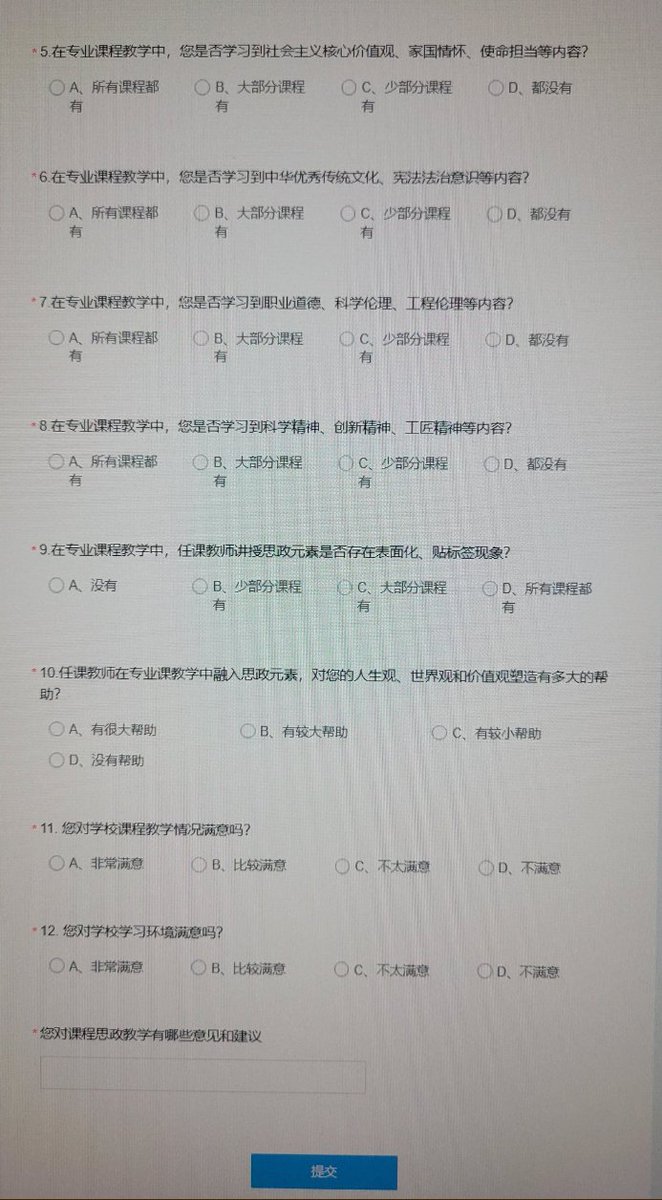 *5.在专业课程教学中，您是否学习到社会主义核心价值观、家国情怀、使命担当等内容?
A、所有课程都有 B、大部分课程有 C、少部分课程有 D、都没有
*6.在专业课程教学中，您是否学习到中华优秀传统文化、宪法法治意识等内容?
A、所有课程都有 B、大部分课程有 C、少部分课程有 D、都没有
*7.在专业课程教学中，您是否学习到职业道德、科学伦理、工程伦理等内容?
A、所有课程都有 B、大部分课程有 C、少部分课程有 D、都没有
*8.在专业课程教学中，您是否学习到科学精神、创新精神、工匠精神等内容?
A、所有课程都有 B、大部分课程有 C、少部分课程有 D、都没有
*9.在专业课程教学中，任课教师讲授思政元素是否存在表面化、贴标签现象?
A、没有 B、少部分课程有 C、大部分课程有 D、所有课程都有
*10.任课教师在专业课教学中融入思政元素，对您的人生观、世界观和价值观塑造有多大的帮
助?
A、有很大帮助 B、有较大帮助 C、有较小帮助
D、没有帮助
*11. 您对学校课程教学情况满意吗?
A、非常满意 B、比较满意 C、不太满意 D、不满意
*12. 您对学校学习环境满意吗?
A、非常满意 B、比较满意 C、不太满意 D、不满意
*您对课程思政教学有哪些意见和建议
提交